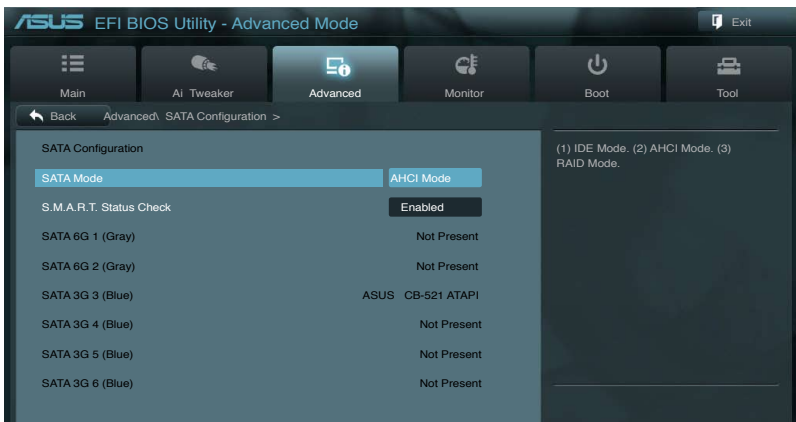 ASUS EFI BIOS Utility - Advanced Mode
Exit
Main Ai Tweaker Advanced Monitor Boot Tool
Back Advanced\ SATA Configuration >
SATA Configuration
SATA Mode AHCI Mode
S.M.A.R.T. Status Check Enabled
SATA 6G 1 (Gray) Not Present
SATA 6G 2 (Gray) Not Present
SATA 3G 3 (Blue) ASUS CB-521 ATAPI
SATA 3G 4 (Blue) Not Present
SATA 3G 5 (Blue) Not Present
SATA 3G 6 (Blue) Not Present
(1) IDE Mode. (2) AHCI Mode. (3)
RAID Mode.